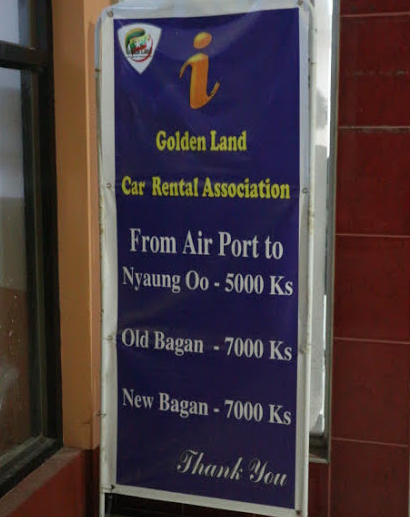 i
Golden Land
Car Rental Association
From Air Port to
Nyaung Oo - 5000 Ks
Old Bagan - 7000 Ks
New Bagan - 7000 Ks
Thank You